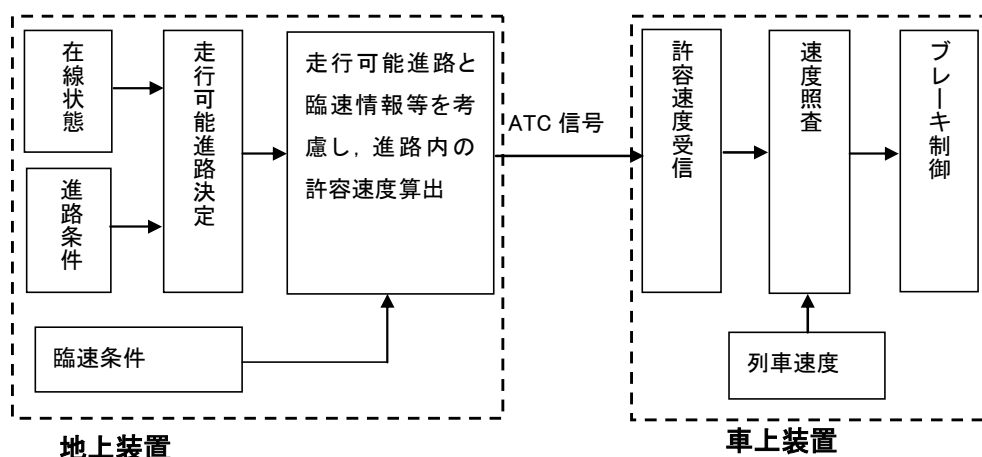 在線状態
進路条件
走行可能進路決定
走行可能進路と
臨速情報等を考
慮し，進路内の
許容速度算出
臨速条件
地上装置
ATC 信号
許容速度受信
速度照査
ブレーキ制御
列車速度
車上装置